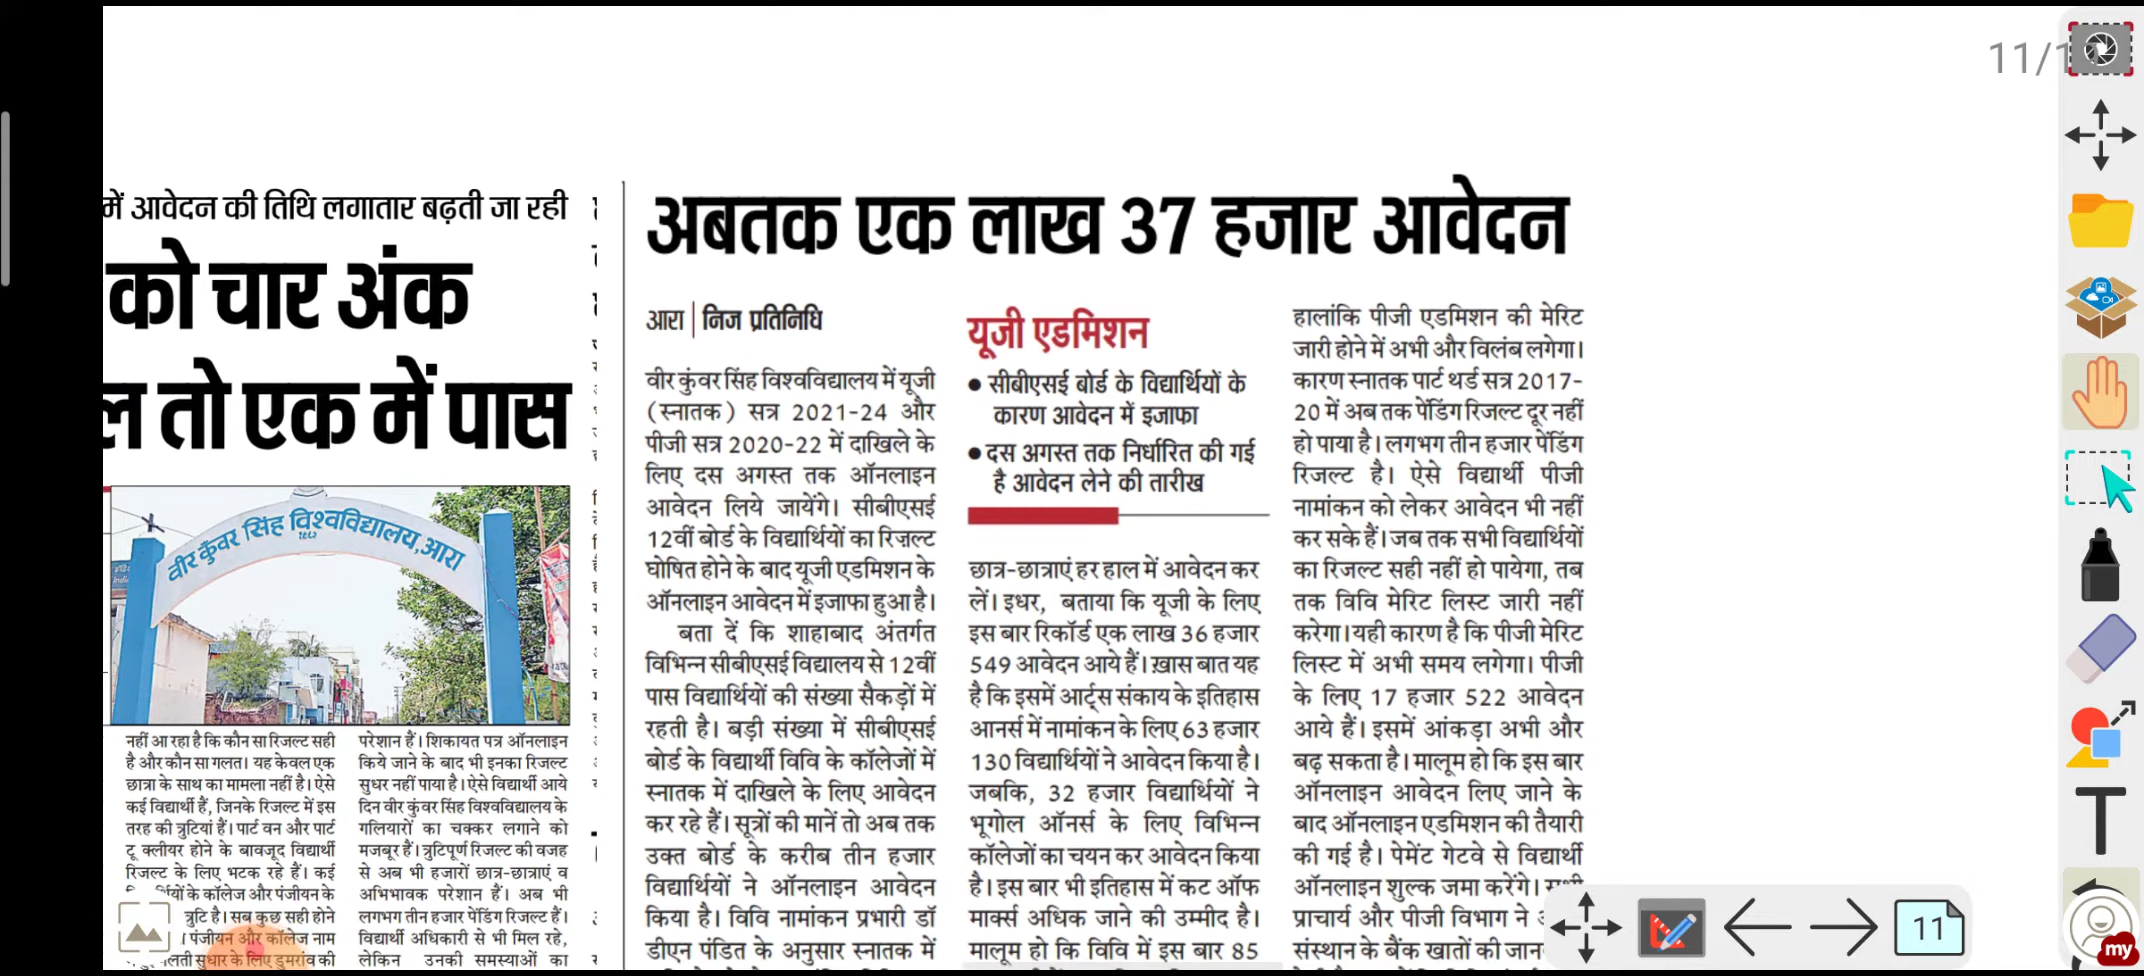 में आवेदन की तिथि लगातार बढ़ती जा रही
को चार अंक
तो एक में पास
वीर कुँवर सिंह विश्वविद्यालय, आरा
नहीं आ रहा है कि कौन सा रिजल्ट सही
है और कौन सा गलत। यह केवल एक
छात्रा के साथ का मामला नहीं है। ऐसे
कई विद्यार्थी हैं, जिनके रिजल्ट में इस
तरह की त्रुटियां हैं। पार्ट वन और पार्ट
टू क्लीयर होने के बावजूद विद्यार्थी
रिजल्ट के लिए भटक रहे हैं। कई
के कॉलेज और पंजीयन के
त्रुटि है। सब कुछ सही होने
पंजीयन और कॉलेज नाम
सुधार के लिए डुमरांव की
परेशान हैं। शिकायत पत्र ऑनलाइन
किये जाने के बाद भी इनका रिजल्ट
सुधर नहीं पाया है। ऐसे विद्यार्थी आये
दिन वीर कुंवर सिंह विश्वविद्यालय के
गलियारों का चक्कर लगाने को
मजबूर हैं। त्रुटिपूर्ण रिजल्ट की वजह
से अब भी हजारों छात्र-छात्राएं व
अभिभावक परेशान हैं। अब भी
लगभग तीन हजार पेंडिंग रिजल्ट हैं।
विद्यार्थी अधिकारी से भी मिल रहे,
लेकिन उनकी समस्याओं का
अबतक एक लाख 37 हजार आवेदन
आरा | निज प्रतिनिधि
वीर कुंवर सिंह विश्वविद्यालय में यूजी
(स्नातक) सत्र 2021-24 और
पीजी सत्र 2020-22 में दाखिले के
लिए दस अगस्त तक ऑनलाइन
आवेदन लिये जायेंगे। सीबीएसई
12वीं बोर्ड के विद्यार्थियों का रिजल्ट
घोषित होने के बाद यूजी एडमिशन के
ऑनलाइन आवेदन में इजाफा हुआ है।
बता दें कि शाहाबाद अंतर्गत
विभिन्न सीबीएसई विद्यालय से 12वीं
पास विद्यार्थियों की संख्या सैकड़ों में
रहती है। बड़ी संख्या में सीबीएसई
बोर्ड के विद्यार्थी विवि के कॉलेजों में
स्नातक में दाखिले के लिए आवेदन
कर रहे हैं। सूत्रों की मानें तो अब तक
उक्त बोर्ड के करीब तीन हजार
विद्यार्थियों ने ऑनलाइन आवेदन
किया है। विवि नामांकन प्रभारी डॉ
डीएन पंडित के अनुसार स्नातक में
यूजी एडमिशन
● सीबीएसई बोर्ड के विद्यार्थियों के
कारण आवेदन में इजाफा
● दस अगस्त तक निर्धारित की गई
है आवेदन लेने की तारीख
छात्र-छात्राएं हर हाल में आवेदन कर
लें। इधर, बताया कि यूजी के लिए
इस बार रिकॉर्ड एक लाख 36 हजार
549 आवेदन आये हैं। ख़ास बात यह
है कि इसमें आर्ट्स संकाय के इतिहास
आनर्स में नामांकन के लिए 63 हजार
130 विद्यार्थियों ने आवेदन किया है।
जबकि, 32 हजार विद्यार्थियों ने
भूगोल ऑनर्स के लिए विभिन्न
कॉलेजों का चयन कर आवेदन किया
है। इस बार भी इतिहास में कट ऑफ
मार्क्स अधिक जाने की उम्मीद है।
मालूम हो कि विवि में इस बार 85
हालांकि पीजी एडमिशन की मेरिट
जारी होने में अभी और विलंब लगेगा।
कारण स्नातक पार्ट थर्ड सत्र 2017-
20 में अब तक पेंडिंग रिजल्ट दूर नहीं
हो पाया है। लगभग तीन हजार पेंडिंग
रिजल्ट है। ऐसे विद्यार्थी पीजी
नामांकन को लेकर आवेदन भी नहीं
कर सके हैं। जब तक सभी विद्यार्थियों
का रिजल्ट सही नहीं हो पायेगा, तब
तक विवि मेरिट लिस्ट जारी नहीं
करेगा। यही कारण है कि पीजी मेरिट
लिस्ट में अभी समय लगेगा। पीजी
के लिए 17 हजार 522 आवेदन
आये हैं। इसमें आंकड़ा अभी और
बढ़ सकता है। मालूम हो कि इस बार
ऑनलाइन आवेदन लिए जाने के
बाद ऑनलाइन एडमिशन की तैयारी
की गई है। पेमेंट गेटवे से विद्यार्थी
ऑनलाइन शुल्क जमा करेंगे।
प्राचार्य और पीजी विभाग ने
संस्थान के बैंक खातों की
11/
T
11
my